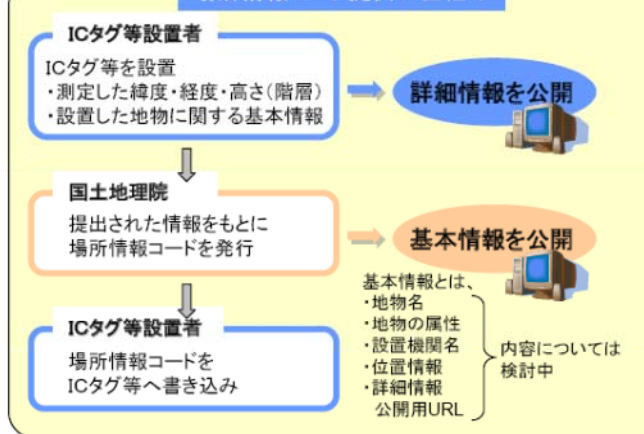 ICタグ等設置者
ICタグ等を設置
・測定した緯度・経度・高さ(階層)
・設置した地物に関する基本情報
詳細情報を公開
国土地理院
提出された情報をもとに
場所情報コードを発行
基本情報を公開
基本情報とは、
・地物名
・地物の属性
・設置機関名
・位置情報
・詳細情報
公開用URL
内容については
検討中
ICタグ等設置者
場所情報コードを
ICタグ等へ書き込み